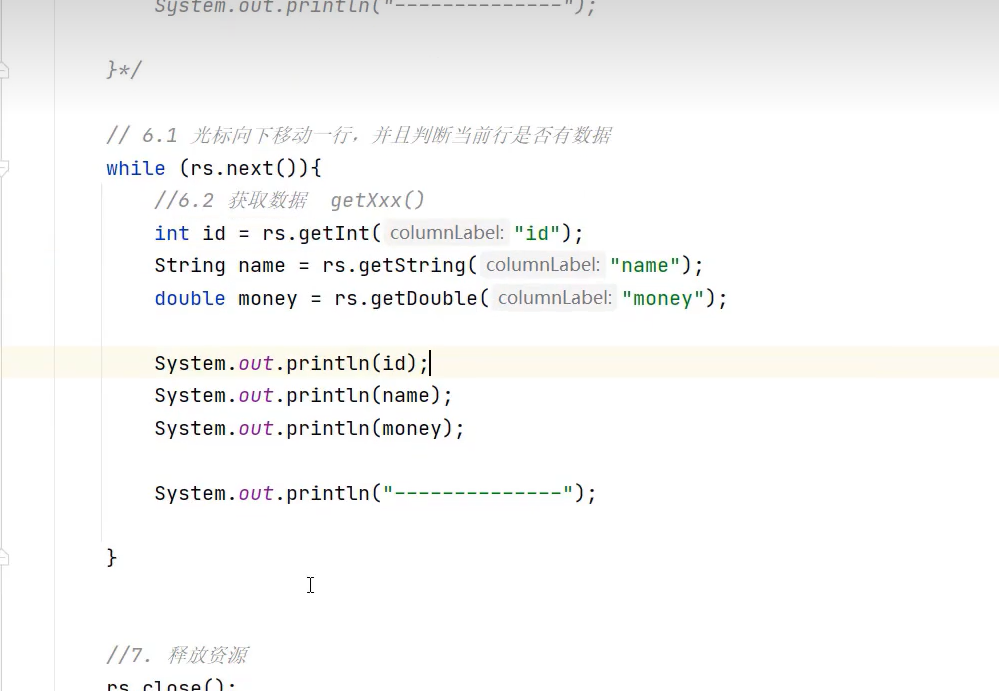 System.out.println("--------------");
}*/
// 6.1 光标向下移动一行，并且判断当前行是否有数据
while (rs.next()){
//6.2 获取数据  getXxx()
int id = rs.getInt( columnLabel: "id");
String name = rs.getString( columnLabel: "name");
double money = rs.getDouble( columnLabel: "money");
System.out.println(id);
System.out.println(name);
System.out.println(money);
System.out.println("--------------");
}
//7. 释放资源
rs.close();